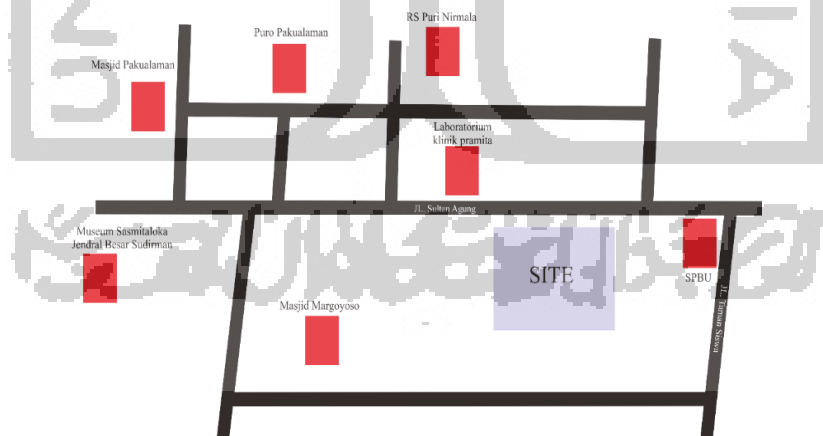 RS Puri Nirmala
Puro Pakualaman
Masjid Pakualaman
Laboratorium
klinik pramita
JL. Sultan Agung
Museum Sasmitaloka
Jendral Besar Sudirman
SITE
SPBU
Masjid Margoyoso
JL. Taman Siswa